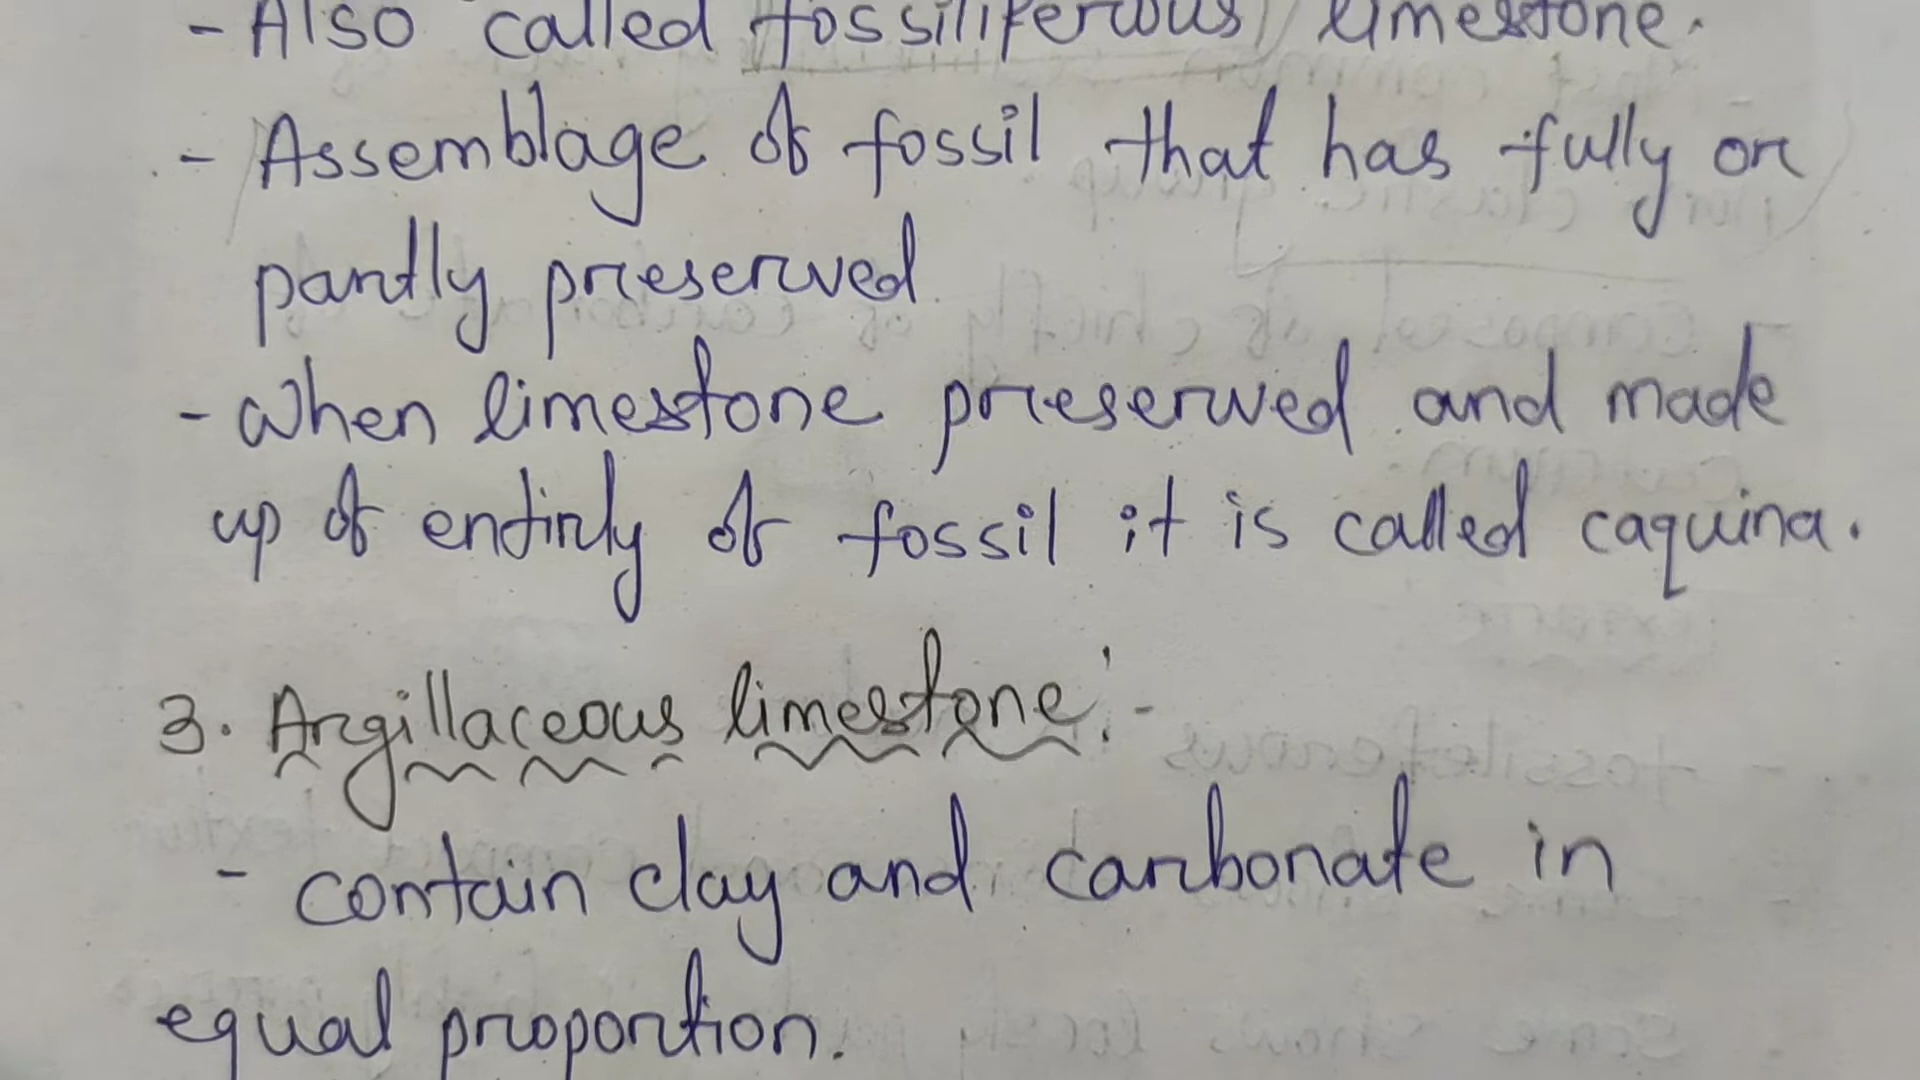 - Also called fossiliferous limestone.
- Assemblage of fossil that has fully or
partly preserved
- When limestone preserved and made
up of entirly of fossil it is called caquina.
3. Argillaceous limestone:-
- contain clay and carbonate in
equal proportion.